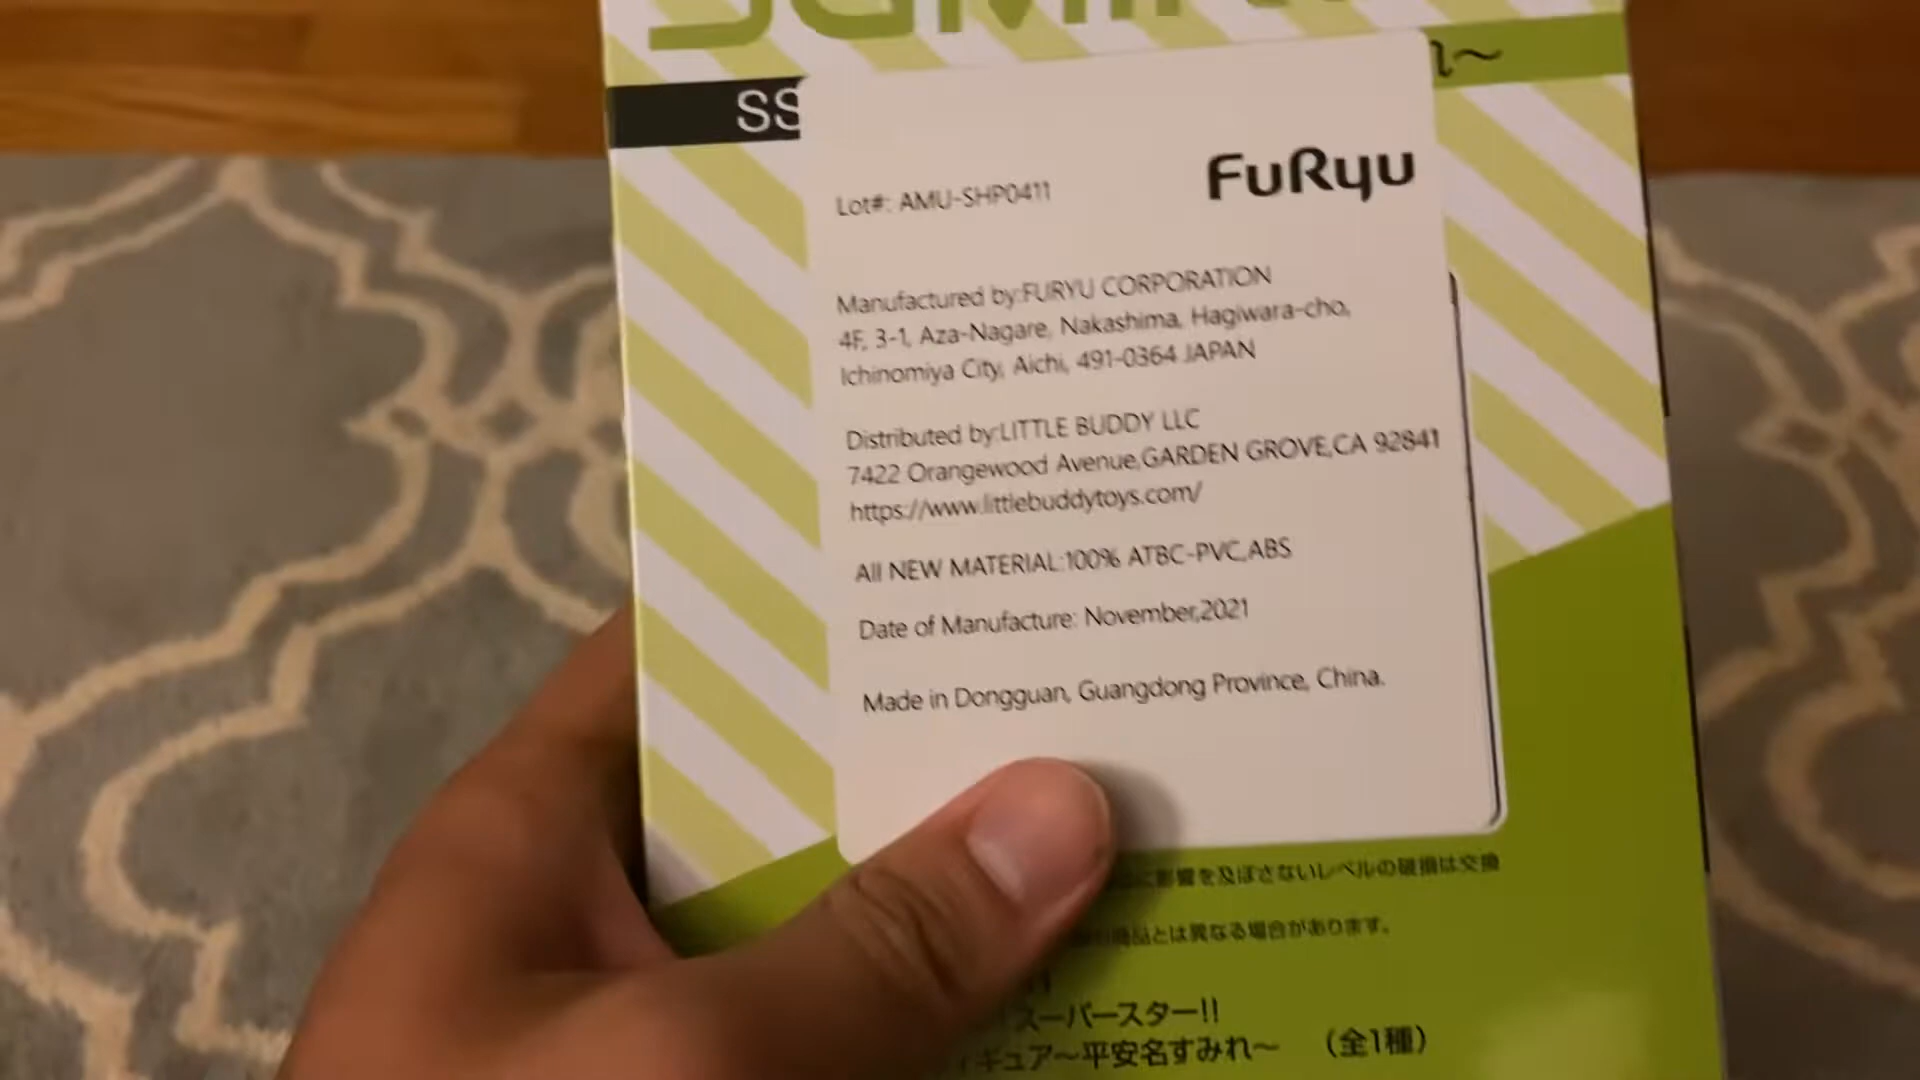 SS
れ～
Lot#: AMU-SHP0411
FuRyu
Manufactured by:FURYU CORPORATION
4F, 3-1, Aza-Nagare, Nakashima, Hagiwara-cho,
Ichinomiya City, Aichi, 491-0364 JAPAN
Distributed by:LITTLE BUDDY LLC
7422 Orangewood Avenue,GARDEN GROVE,CA 92841
https://www.littlebuddytoys.com/
All NEW MATERIAL:100% ATBC-PVC,ABS
Date of Manufacture: November,2021
Made in Dongguan, Guangdong Province, China.
に影響を及ぼさないレベルの破損は交換
商品とは異なる場合があります。
スーパースター!!
ギュア～平安名すみれ～ （全1種）